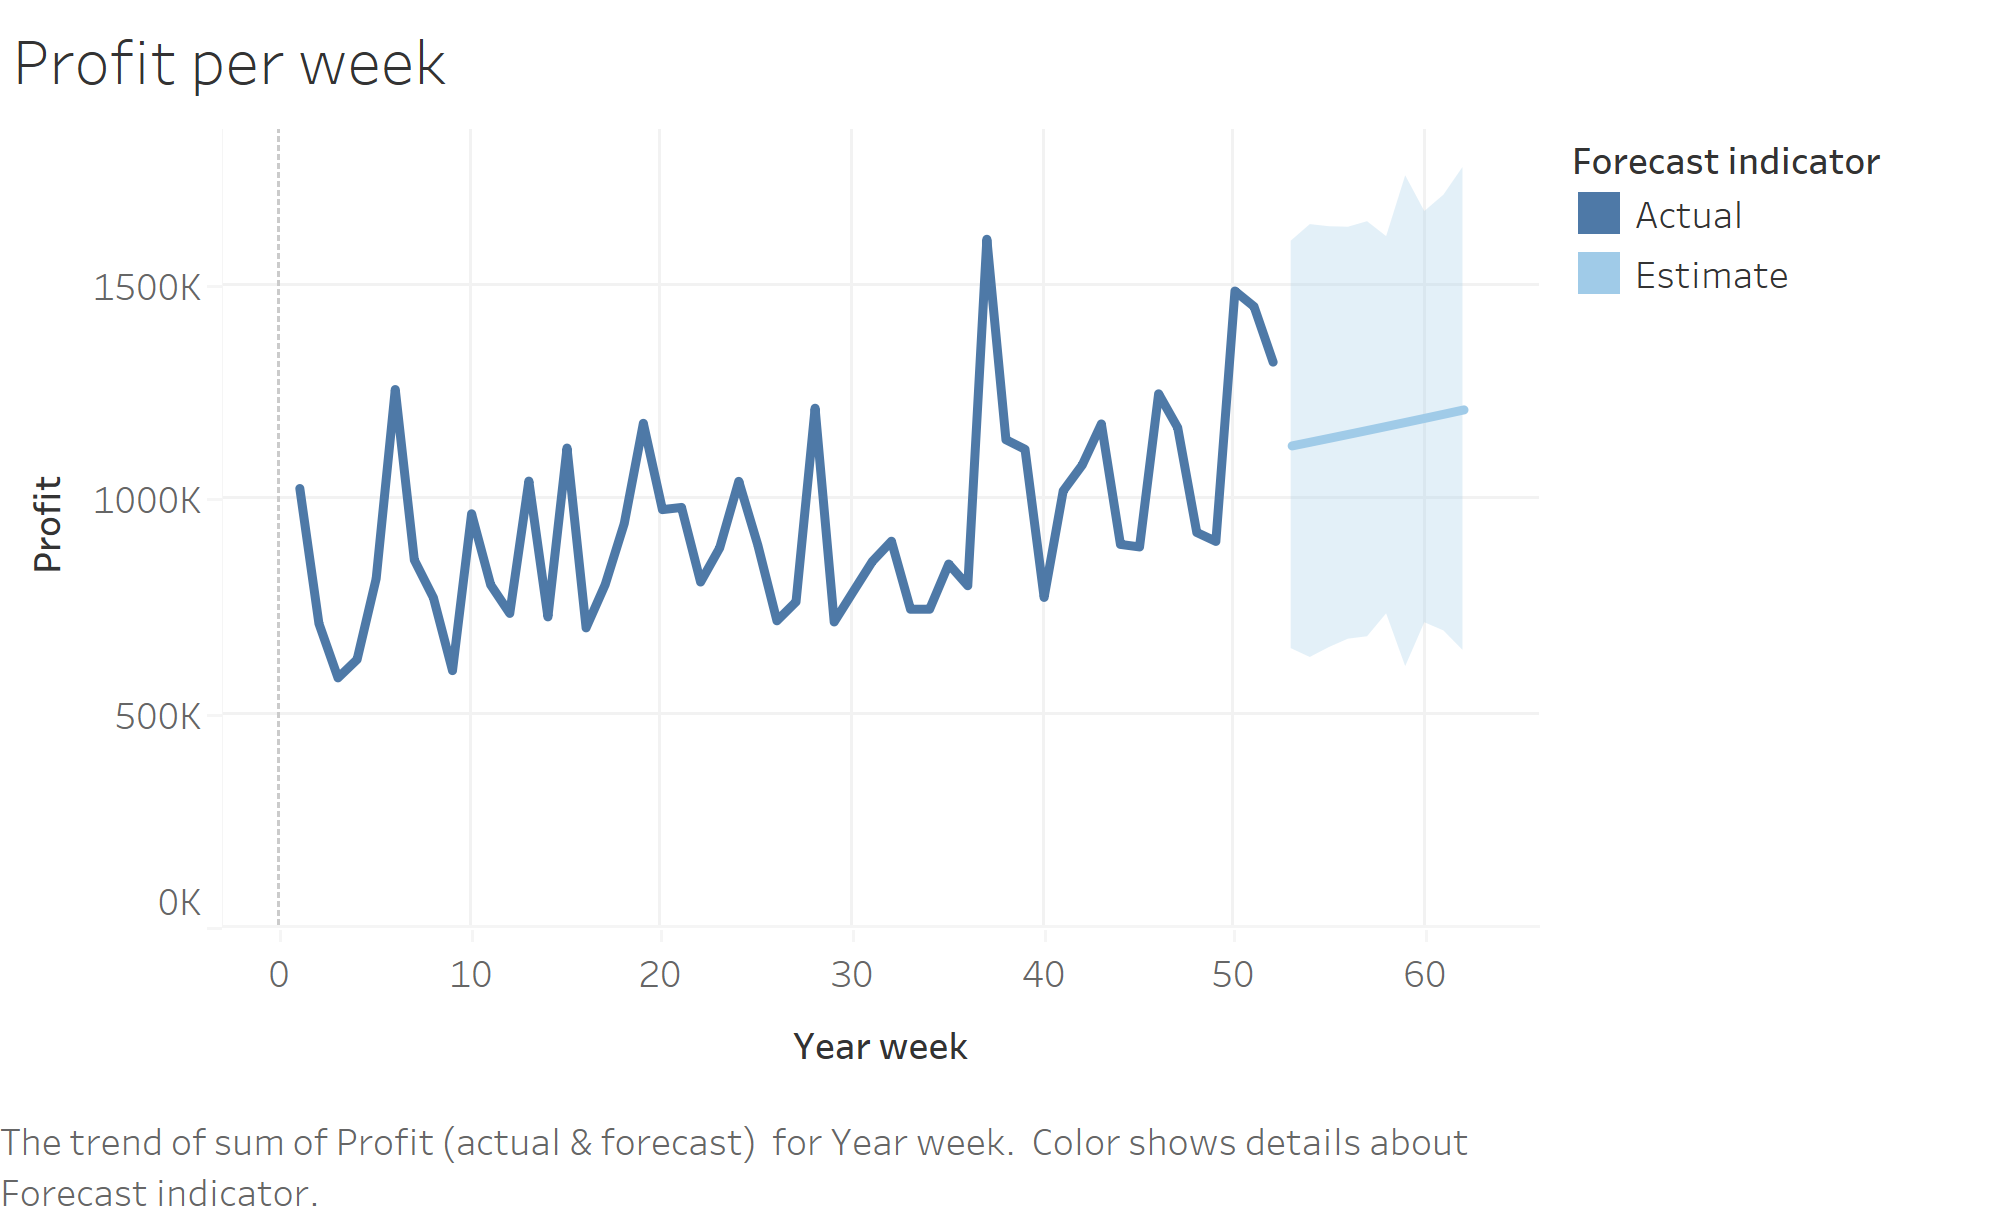 Profit per week
Forecast indicator
Actual
Estimate
Profit
1500K
1000K
500K
0K
0 10 20 30 40 50 60
Year week
The trend of sum of Profit (actual & forecast)  for Year week.  Color shows details about
Forecast indicator.